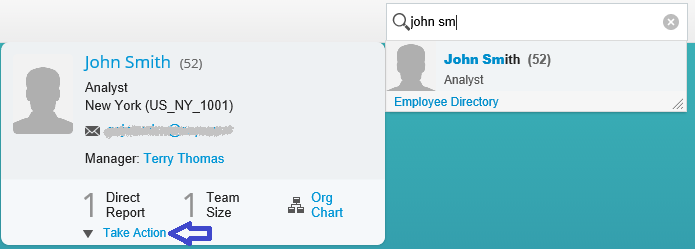 john sm
John Smith (52)
Analyst
Employee Directory
John Smith (52)
Analyst
New York (US_NY_1001)
Manager: Terry Thomas
1 Direct Report
1 Team Size
Org Chart
Take Action